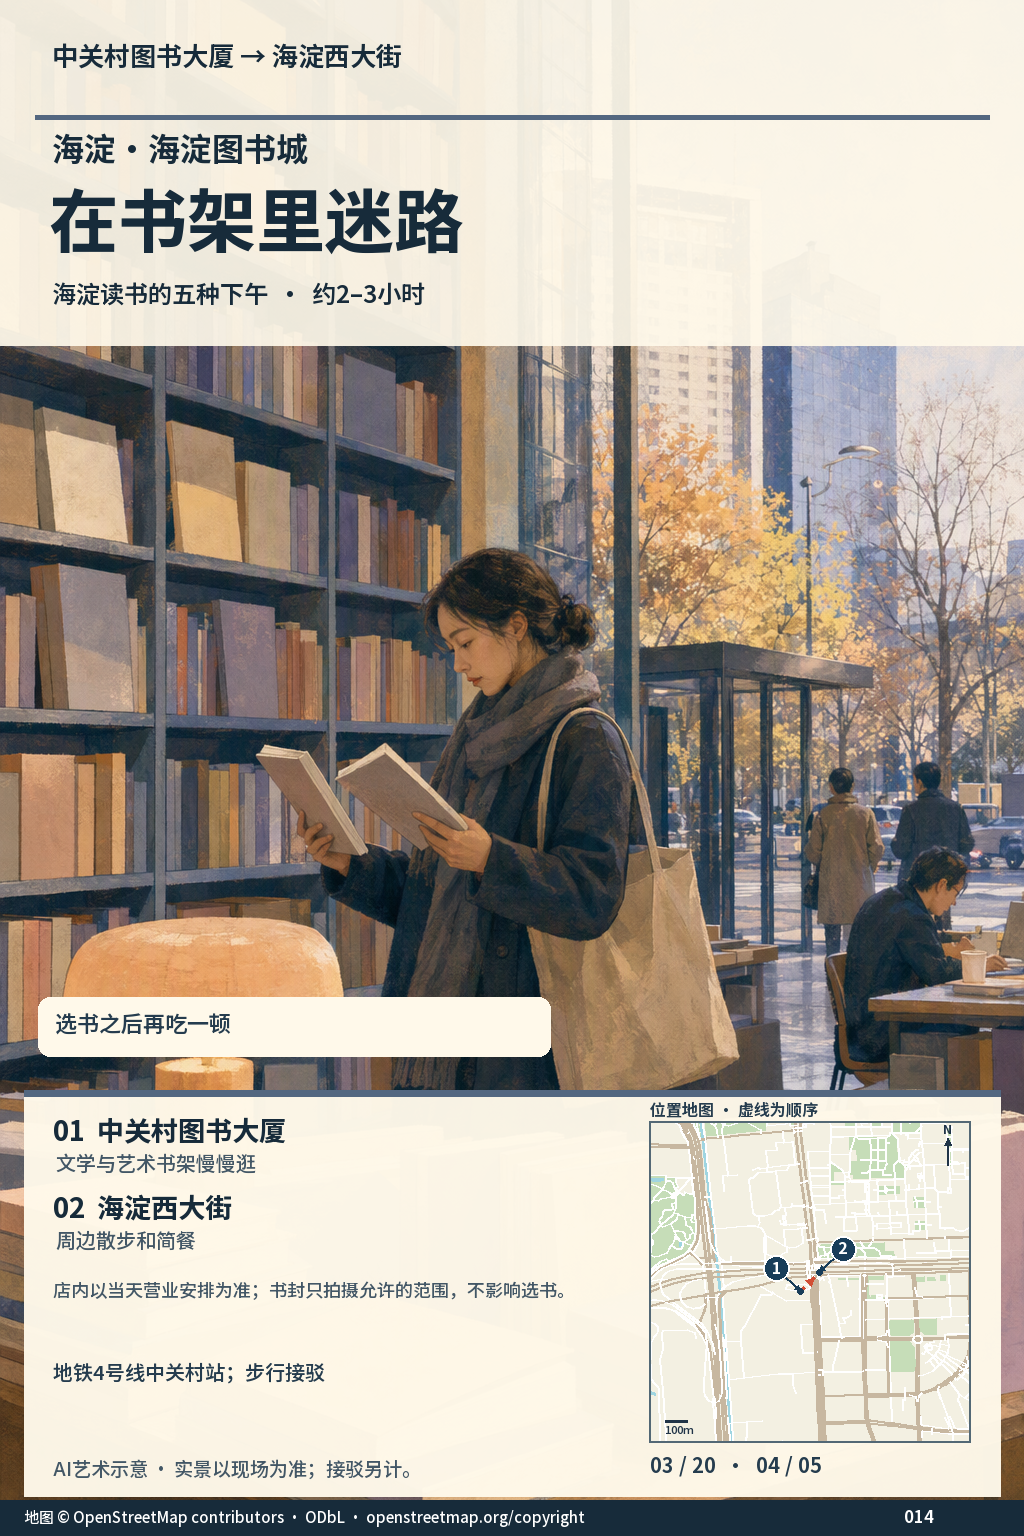 中关村图书大厦 → 海淀西大街
海淀・海淀图书城
在书架里迷路
海淀读书的五种下午 • 约2–3小时
选书之后再吃一顿
01 中关村图书大厦
文学与艺术书架慢慢逛
02 海淀西大街
周边散步和简餐
店内以当天营业安排为准；书封只拍摄允许的范围，不影响选书。
地铁4号线中关村站；步行接驳
AI艺术示意 • 实景以现场为准；接驳另计。
位置地图 • 虚线为顺序
N
2
1
100m
03 / 20 • 04 / 05
地图 © OpenStreetMap contributors • ODbL • openstreetmap.org/copyright
014